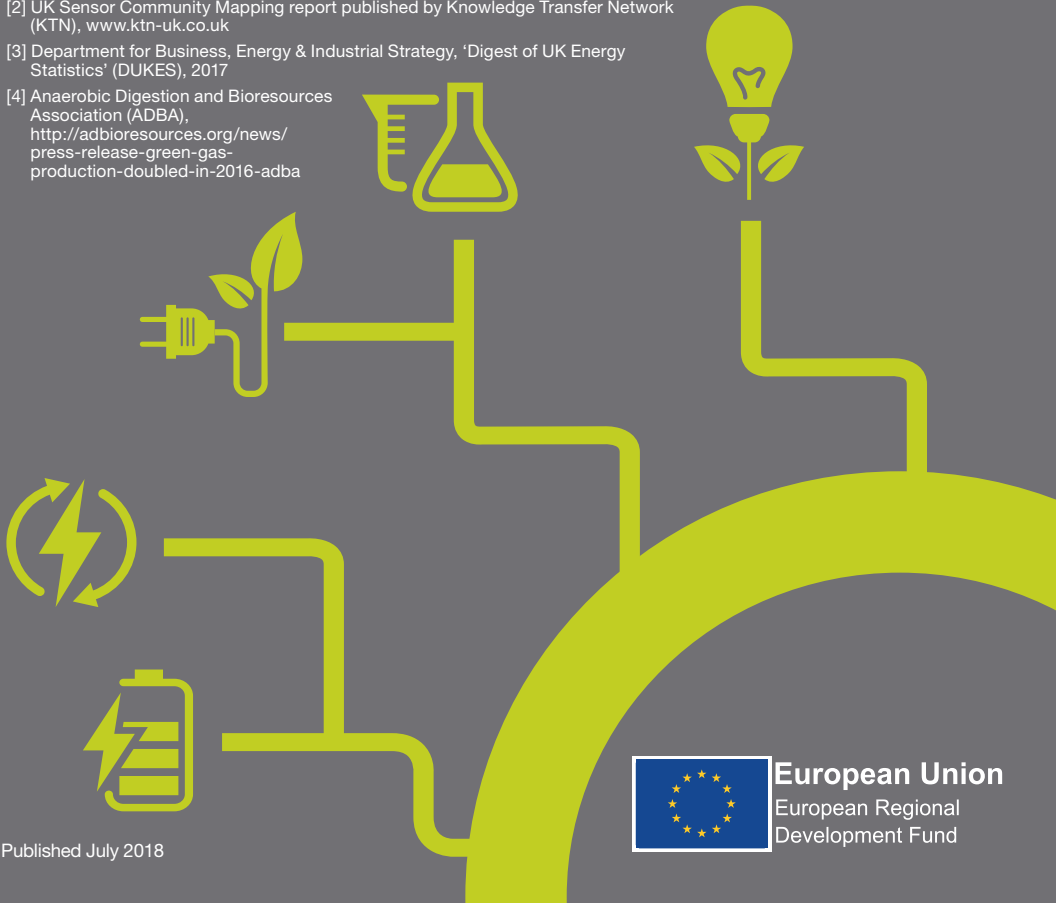 [2] UK Sensor Community Mapping report published by Knowledge Transfer Network
(KTN), www.ktn-uk.co.uk
[3] Department for Business, Energy & Industrial Strategy, ‘Digest of UK Energy
Statistics’ (DUKES), 2017
[4] Anaerobic Digestion and Bioresources
Association (ADBA),
http://adbioresources.org/news/
press-release-green-gas-
production-doubled-in-2016-adba
European Union
European Regional
Development Fund
Published July 2018